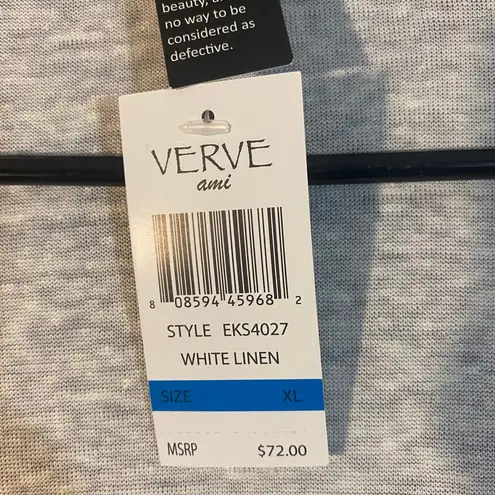 beauty, a
no way to be
considered as
defective.
VERVE
ami
8 08594 45968 2
STYLE EKS4027
WHITE LINEN
SIZE XL
MSRP $72.00